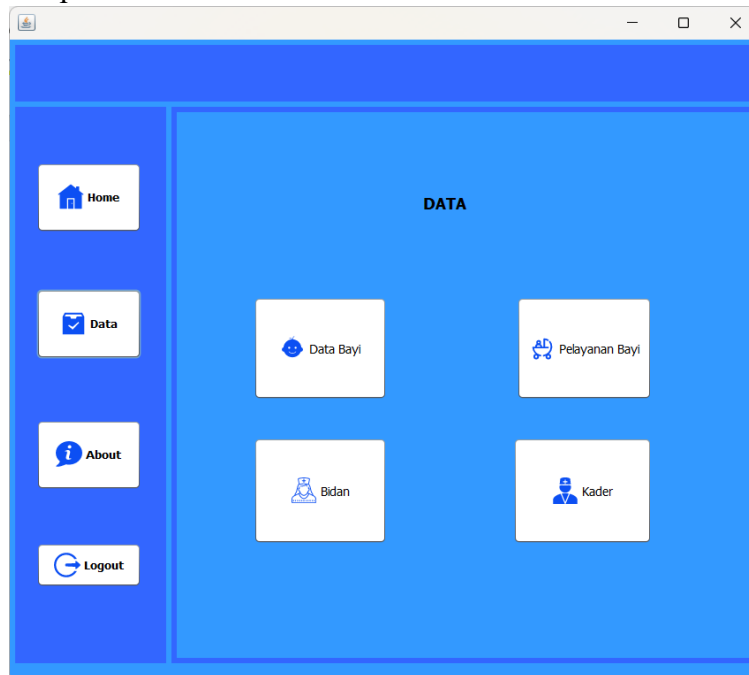 Home
Data
About
Logout
DATA
Data Bayi
Pelayanan Bayi
Bidan
Kader